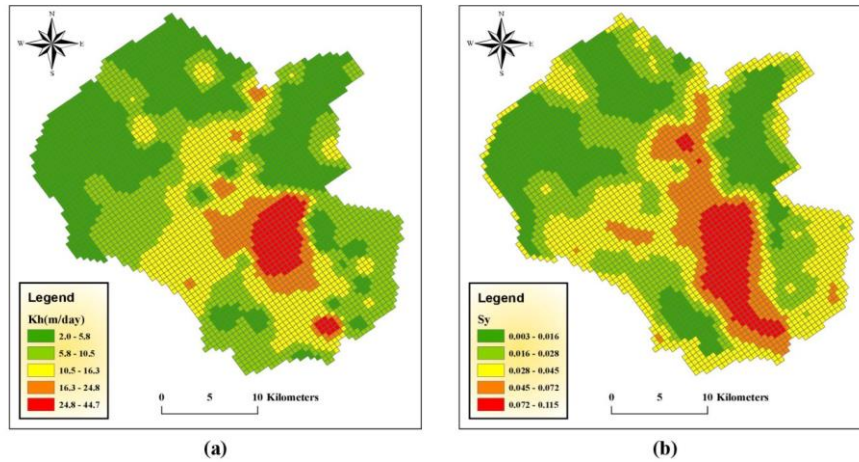 N
W E
S
Legend
Kh(m/day)
2.0 - 5.8
5.8 - 10.5
10.5 - 16.3
16.3 - 24.8
24.8 - 44.7
0 5 10 Kilometers
(a)
N
W E
S
Legend
Sy
0.003 - 0.016
0.016 - 0.028
0.028 - 0.045
0.045 - 0.072
0.072 - 0.115
0 5 10 Kilometers
(b)